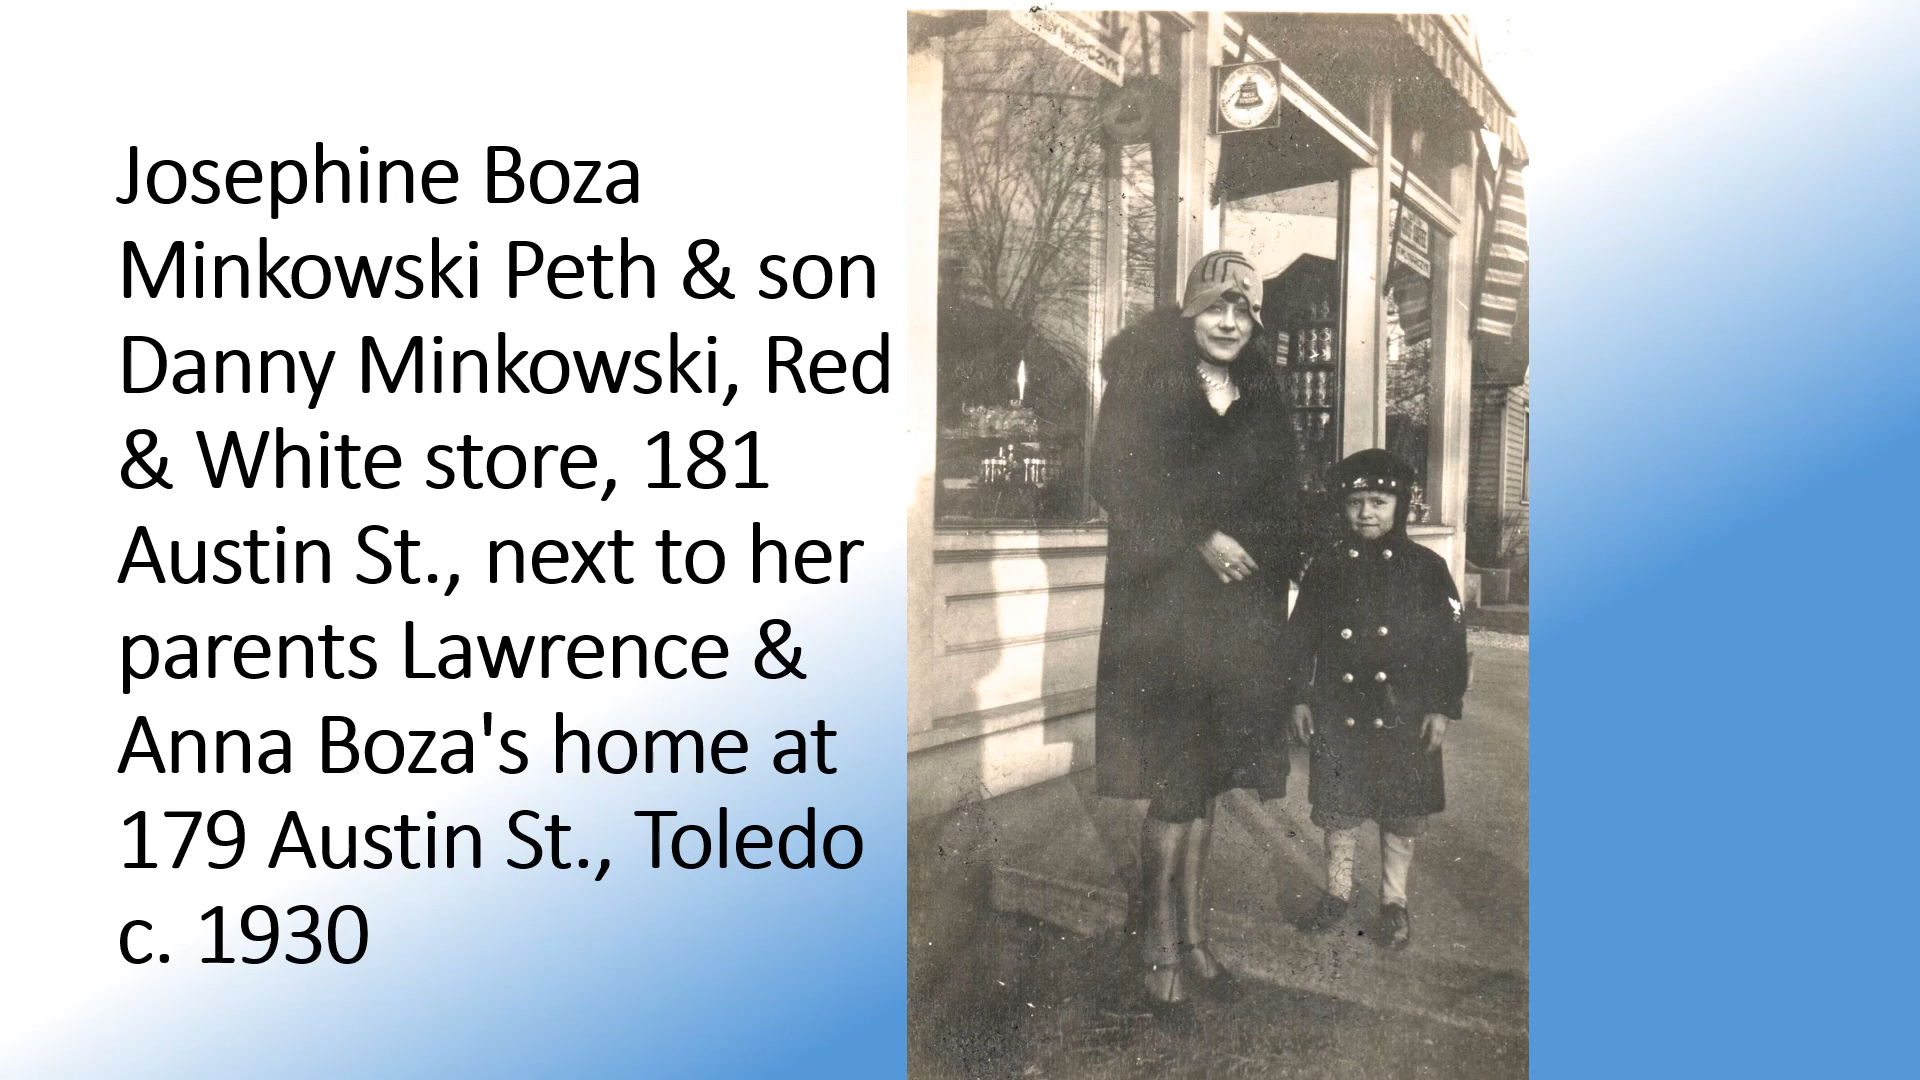 Josephine Boza
Minkowski Peth & son
Danny Minkowski, Red
& White store, 181
Austin St., next to her
parents Lawrence &
Anna Boza's home at
179 Austin St., Toledo
c. 1930